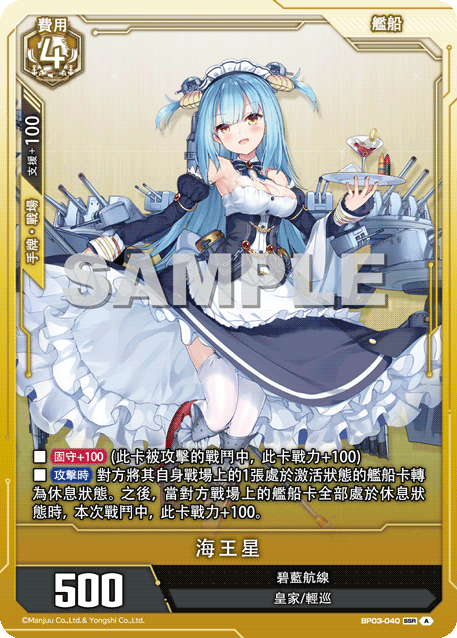 費用
4
艦船
支援+100
手牌・戰場
SAMPLE
■ 固守+100 (此卡被攻擊的戰鬥中，此卡戰力+100)
■ 攻擊時 對方將其自身戰場上的1張處於激活狀態的艦船卡轉
為休息狀態。之後，當對方戰場上的艦船卡全部處於休息狀
態時，本次戰鬥中，此卡戰力+100。
海王星
500
碧藍航線
皇家/輕巡
©Manjuu Co.,Ltd.& Yongshi Co.,Ltd.
BP03-040 SSR A